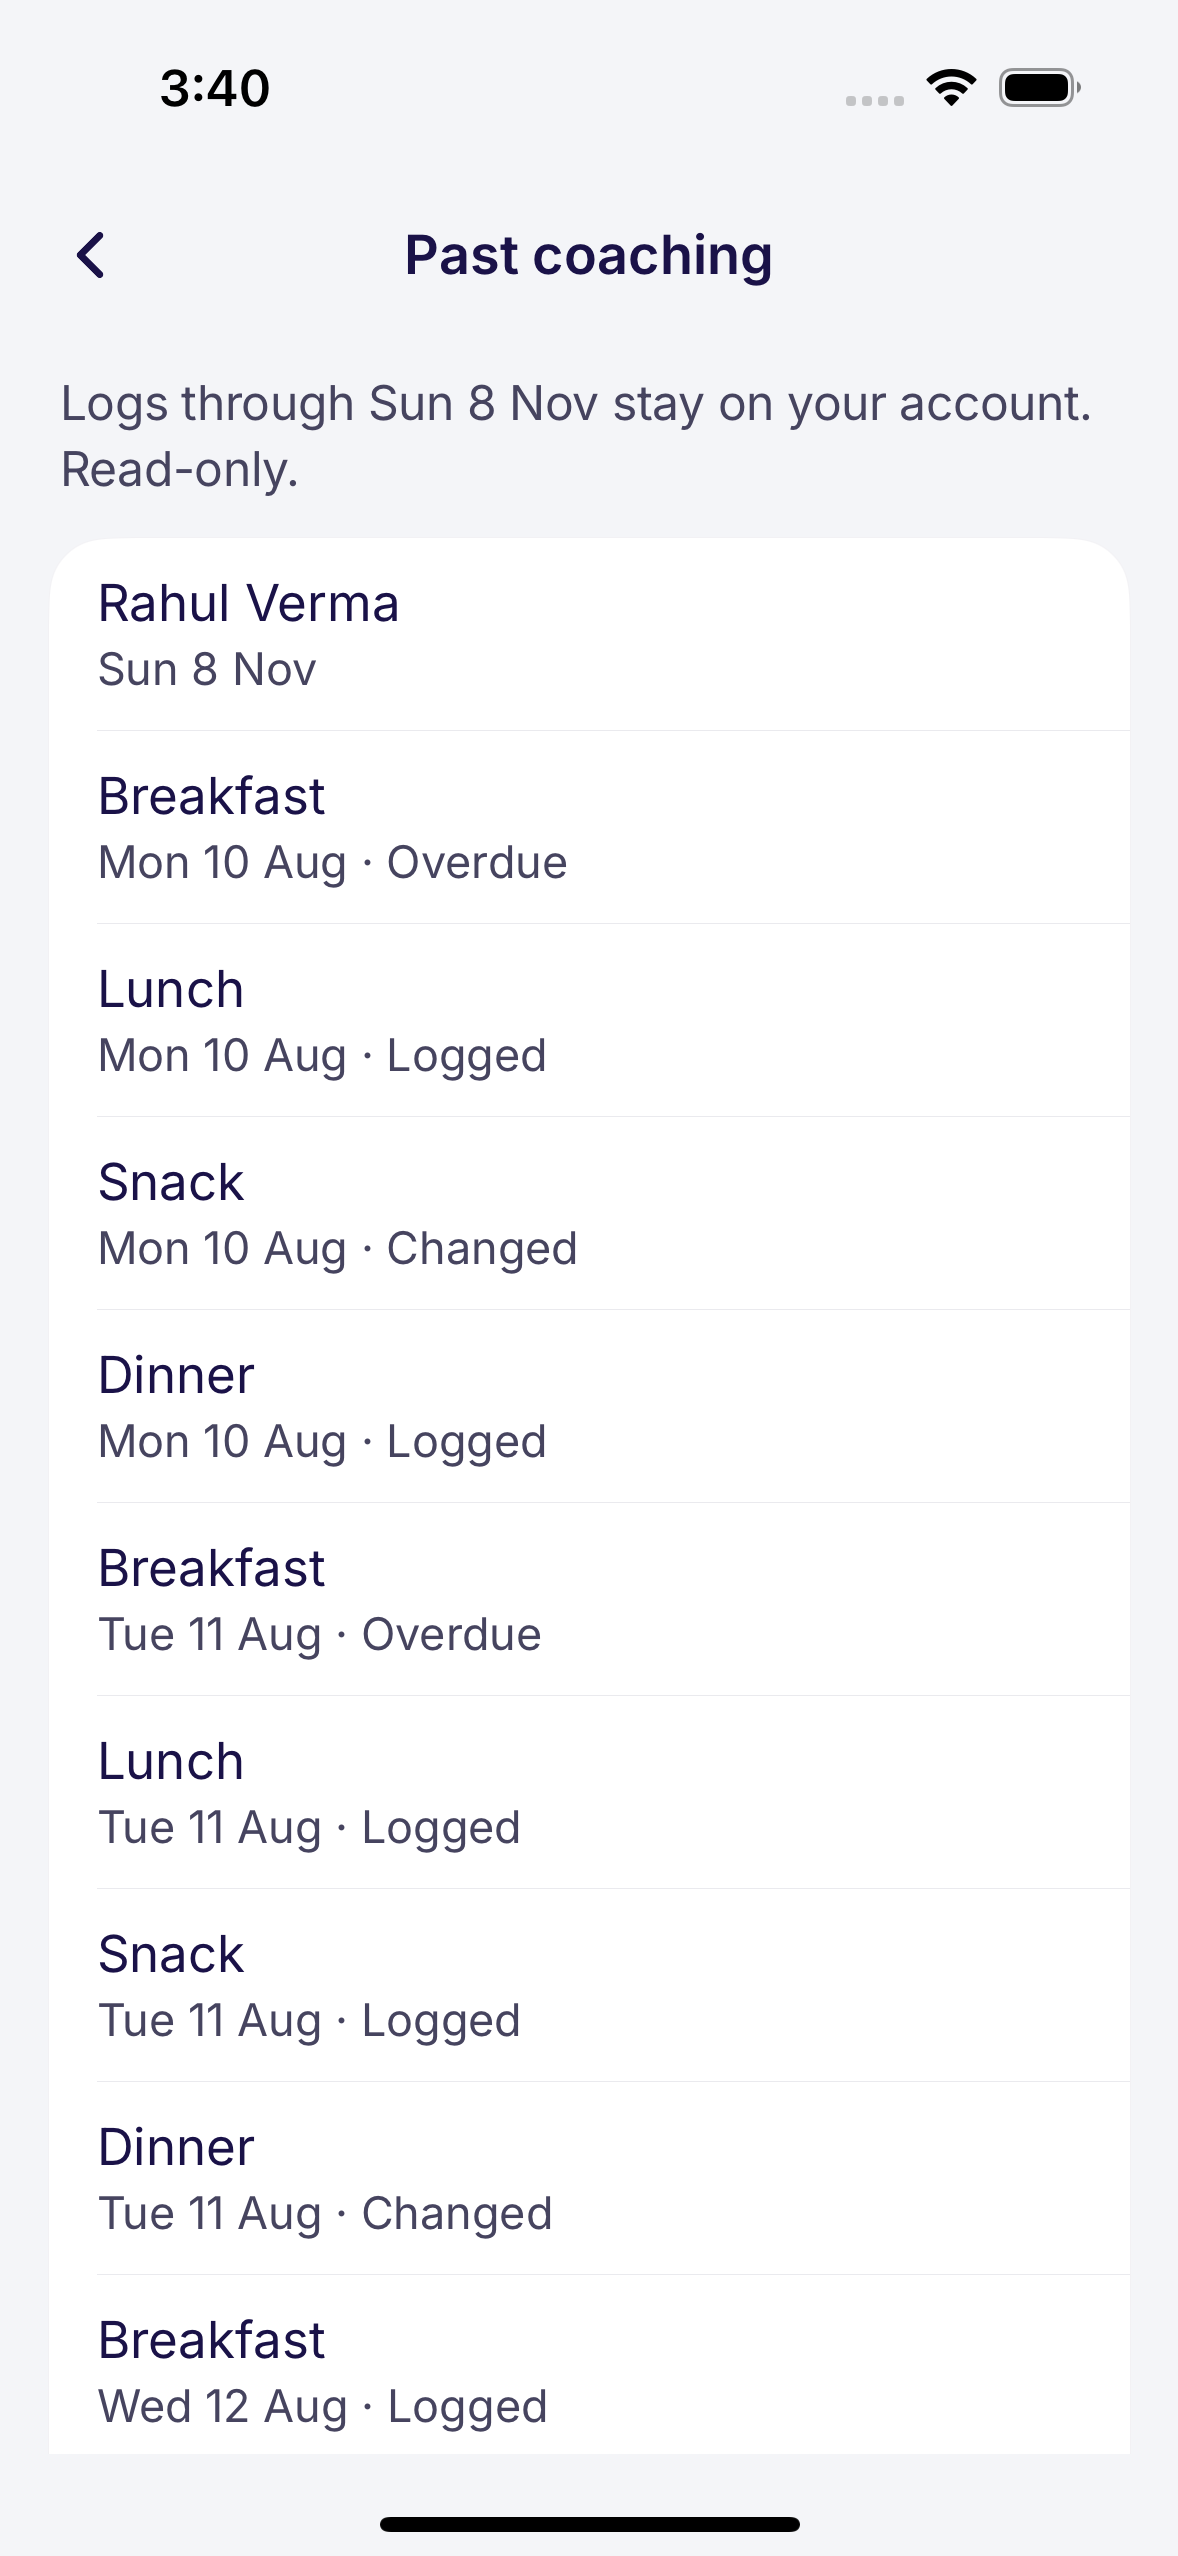 3:40
Past coaching
Logs through Sun 8 Nov stay on your account.
Read-only.
Rahul Verma
Sun 8 Nov
Breakfast
Mon 10 Aug · Overdue
Lunch
Mon 10 Aug · Logged
Snack
Mon 10 Aug · Changed
Dinner
Mon 10 Aug · Logged
Breakfast
Tue 11 Aug · Overdue
Lunch
Tue 11 Aug · Logged
Snack
Tue 11 Aug · Logged
Dinner
Tue 11 Aug · Changed
Breakfast
Wed 12 Aug · Logged